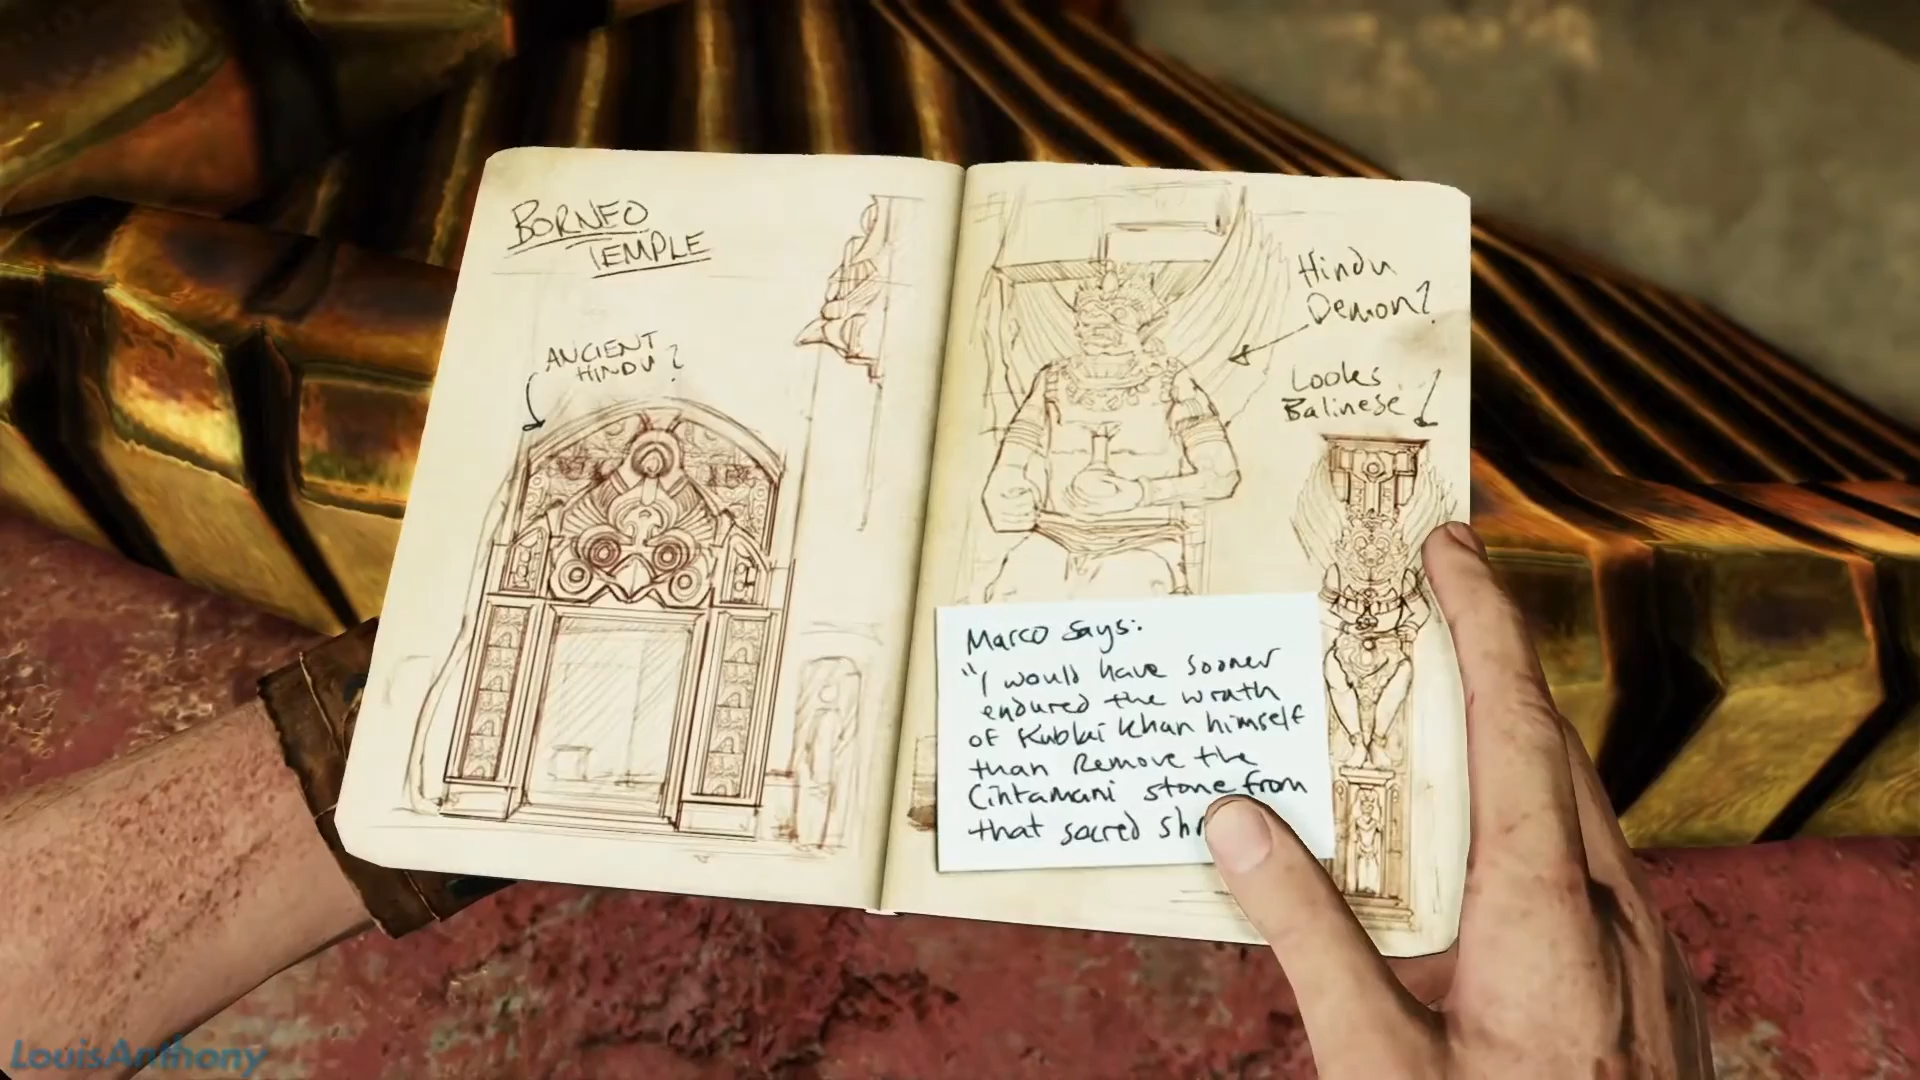 BORNEO
TEMPLE
ANCIENT
HINDU?
Hindu
Demon?
Looks
Balinese
Marco says:
"I would have sooner
endured the wrath
of Kublai Khan himself
than remove the
Cintamani stone from
that sacred
LouisAnthony